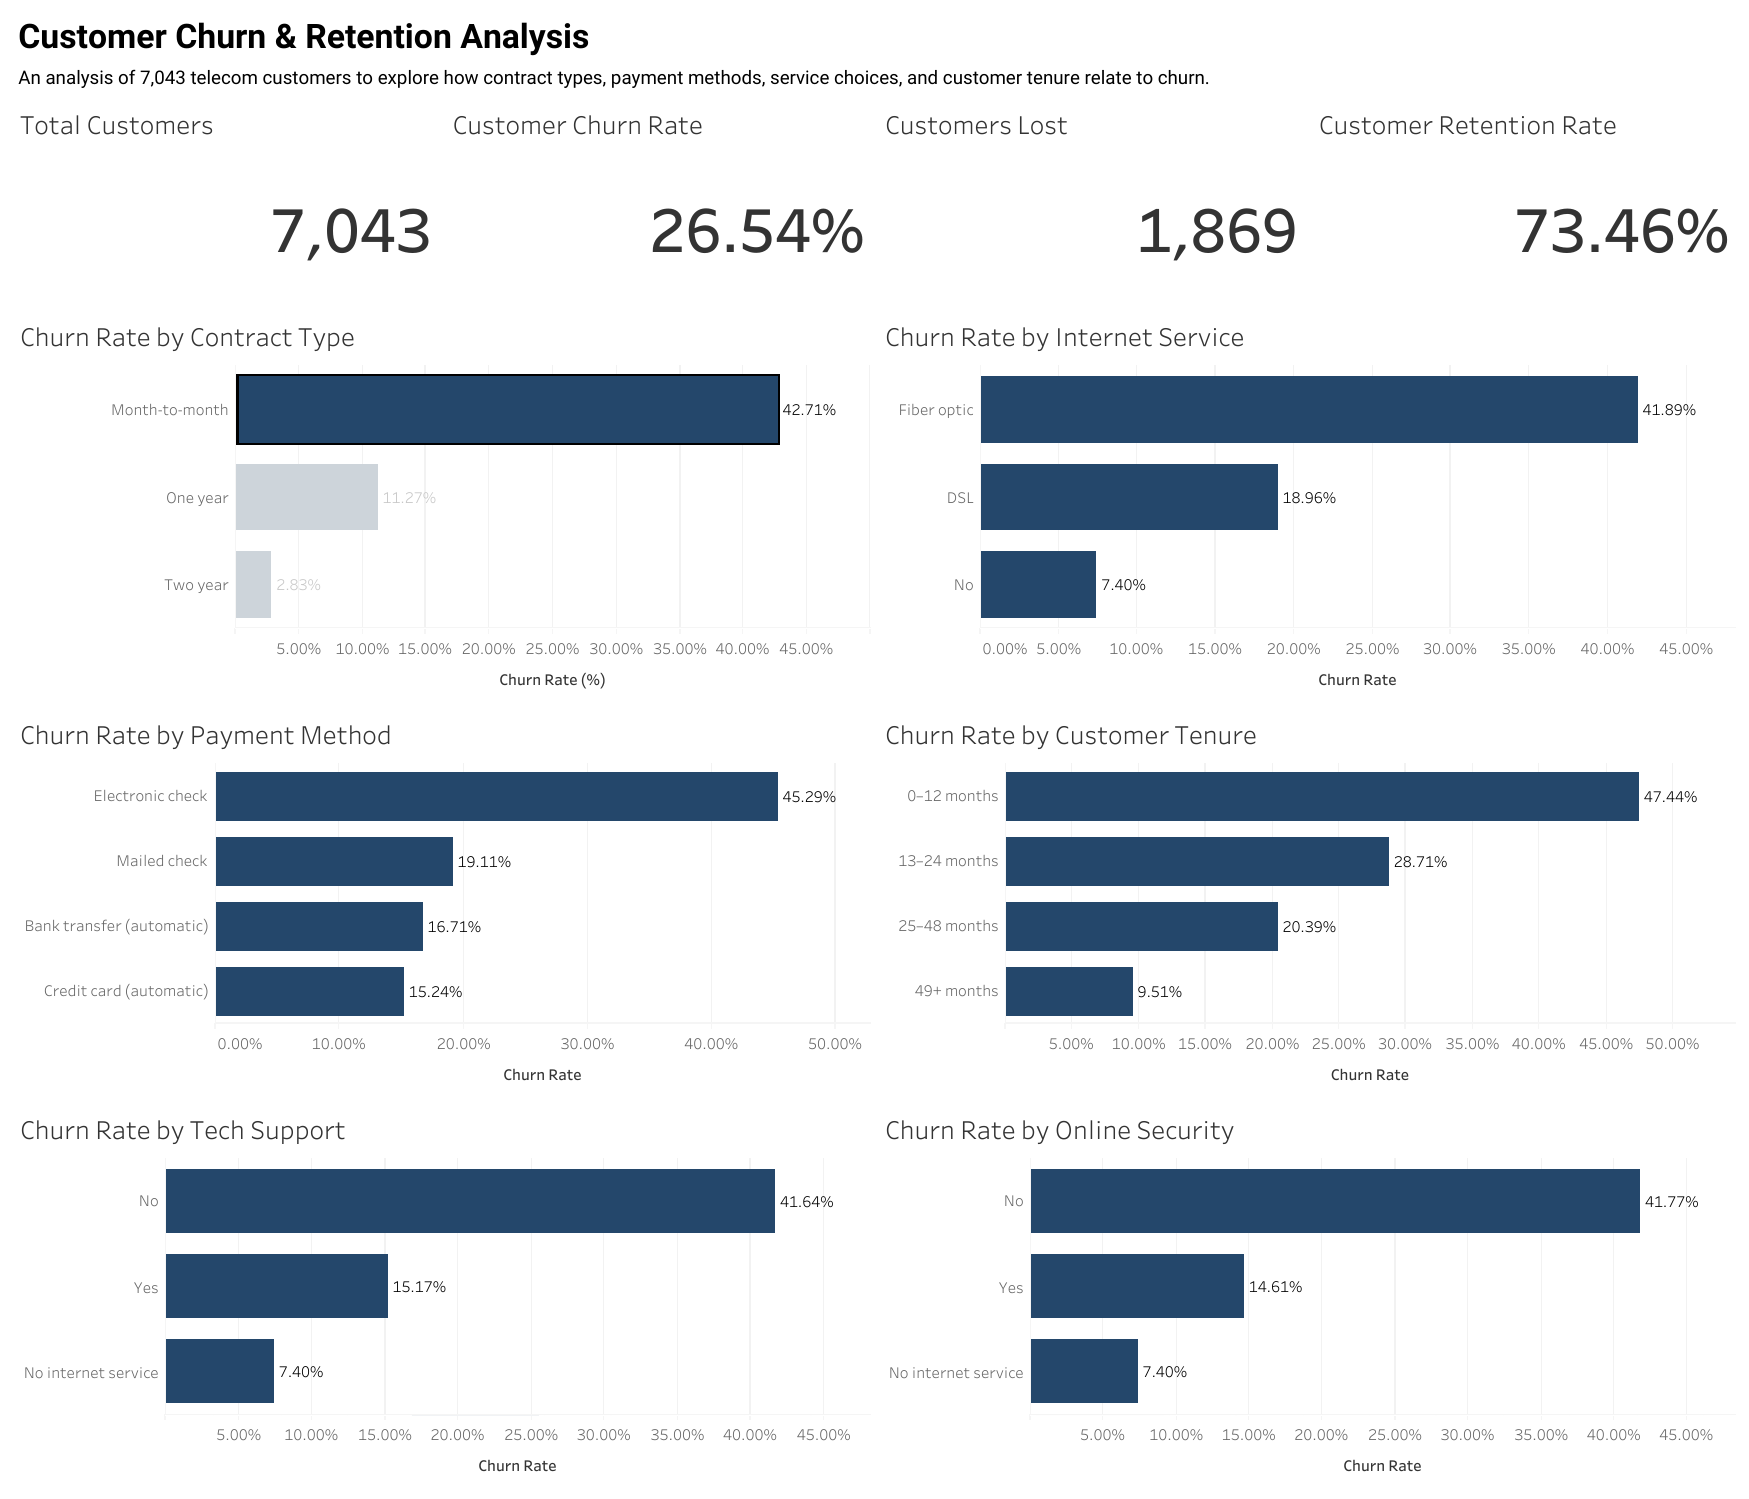 Customer Churn & Retention Analysis
An analysis of 7,043 telecom customers to explore how contract types, payment methods, service choices, and customer tenure relate to churn.
Total Customers
Customer Churn Rate
Customers Lost
Customer Retention Rate
7,043
26.54%
1,869
73.46%
Churn Rate by Contract Type
Month-to-month
42.71%
One year
11.27%
Two year
2.83%
5.00% 10.00% 15.00% 20.00% 25.00% 30.00% 35.00% 40.00% 45.00%
Churn Rate (%)
Churn Rate by Internet Service
Fiber optic
41.89%
DSL
18.96%
No
7.40%
0.00% 5.00% 10.00% 15.00% 20.00% 25.00% 30.00% 35.00% 40.00% 45.00%
Churn Rate
Churn Rate by Payment Method
Electronic check
45.29%
Mailed check
19.11%
Bank transfer (automatic)
16.71%
Credit card (automatic)
15.24%
0.00% 10.00% 20.00% 30.00% 40.00% 50.00%
Churn Rate
Churn Rate by Customer Tenure
0–12 months
47.44%
13–24 months
28.71%
25–48 months
20.39%
49+ months
9.51%
5.00% 10.00% 15.00% 20.00% 25.00% 30.00% 35.00% 40.00% 45.00% 50.00%
Churn Rate
Churn Rate by Tech Support
No
41.64%
Yes
15.17%
No internet service
7.40%
5.00% 10.00% 15.00% 20.00% 25.00% 30.00% 35.00% 40.00% 45.00%
Churn Rate
Churn Rate by Online Security
No
41.77%
Yes
14.61%
No internet service
7.40%
5.00% 10.00% 15.00% 20.00% 25.00% 30.00% 35.00% 40.00% 45.00%
Churn Rate